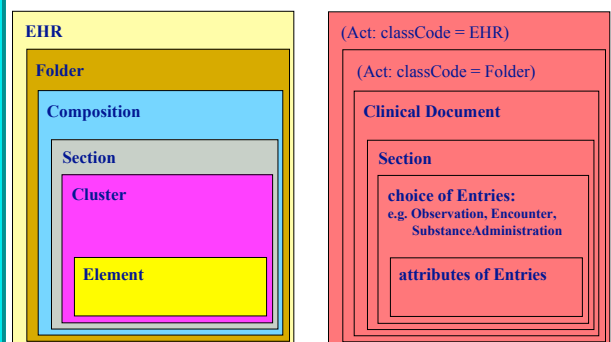 EHR
Folder
Composition
Section
Cluster
Element
(Act: classCode = EHR)
(Act: classCode = Folder)
Clinical Document
Section
choice of Entries:
e.g. Observation, Encounter,
SubstanceAdministration
attributes of Entries